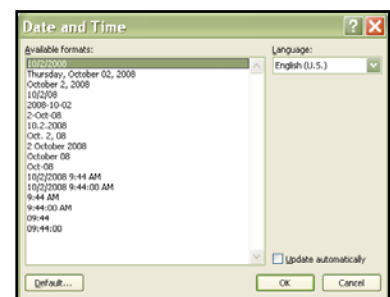 Date and Time
Available formats:
Language:
10/2/2008
English (U.S.)
Thursday, October 02, 2008
October 2, 2008
10/2/08
2008-10-02
2-Oct-08
10.2.2008
Oct. 2, 08
2 October 2008
October 08
Oct-08
10/2/2008 9:44 AM
10/2/2008 9:44:00 AM
9:44 AM
9:44:00 AM
09:44
09:44:00
Update automatically
Default...
OK
Cancel